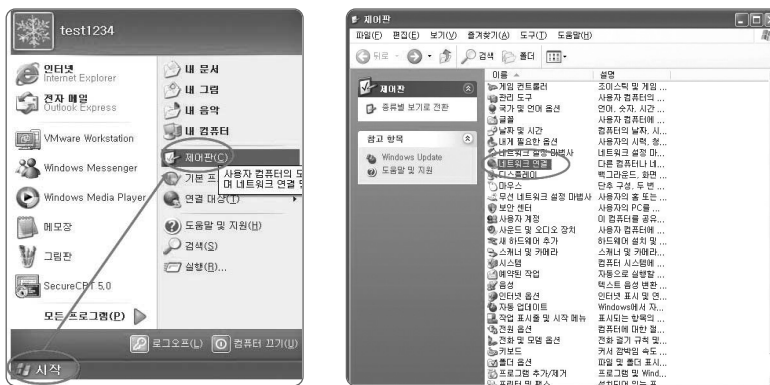 test1234
인터넷
Internet Explorer
전자 메일
Outlook Express
VMware Workstation
Windows Messenger
Windows Media Player
메모장
그림판
SecureCRT 5,0
모든 프로그램(P)
내 문서
내 그림
내 음악
내 컴퓨터
제어판(C)
기본 프
사용자 컴퓨터의 모
며 네트워크 연결 및
연결 대상(T)
도움말 및 지원(H)
검색(S)
실행(R)...
로그오프(L)
컴퓨터 끄기(U)
시작
제어판
파일(F) 편집(E) 보기(V) 즐겨찾기(A) 도구(T) 도움말(H)
뒤로
검색
폴더
제어판
종류별 보기로 전환
참고 항목
Windows Update
도움말 및 지원
이름 설명
게임 컨트롤러 조이스틱 및 게임 ...
관리 도구 사용자 컴퓨터의 ...
국가 및 언어 옵션 언어, 숫자, 시간 ...
글꼴 사용자 컴퓨터에 ...
날짜 및 시간 컴퓨터의 날짜, 시...
내게 필요한 옵션 사용자의 시력, 청...
네트워크 설정 마법사 네트워크 설정 마...
네트워크 연결 다른 컴퓨터나 네...
디스플레이 백그라운드, 화면 ...
마우스 단추 구성, 두 번 ...
무선 네트워크 설정 마법사 사용자의 홈 또는 ...
보안 센터 사용자의 PC를 ...
사용자 계정 이 컴퓨터를 공유...
사운드 및 오디오 장치 사용자 컴퓨터에 ...
새 하드웨어 추가 하드웨어 설치 및 ...
스캐너 및 카메라 스캐너 및 카메라 ...
시스템 컴퓨터 시스템에 ...
예약된 작업 자동으로 실행할 ...
음성 텍스트 음성 변환 ...
인터넷 옵션 인터넷 표시 및 연...
자동 업데이트 Windows에서 자...
작업 표시줄 및 시작 메뉴 표시되는 항목의 ...
전원 옵션 컴퓨터에 대한 절...
전화 및 모뎀 옵션 전화 걸기 규칙 및...
키보드 커서 깜박임 속도 ...
폴더 옵션 파일 및 폴더 표시...
프로그램 추가/제거 프로그램 및 Wind...
프린터 및 팩스 설치되어 있는 프...